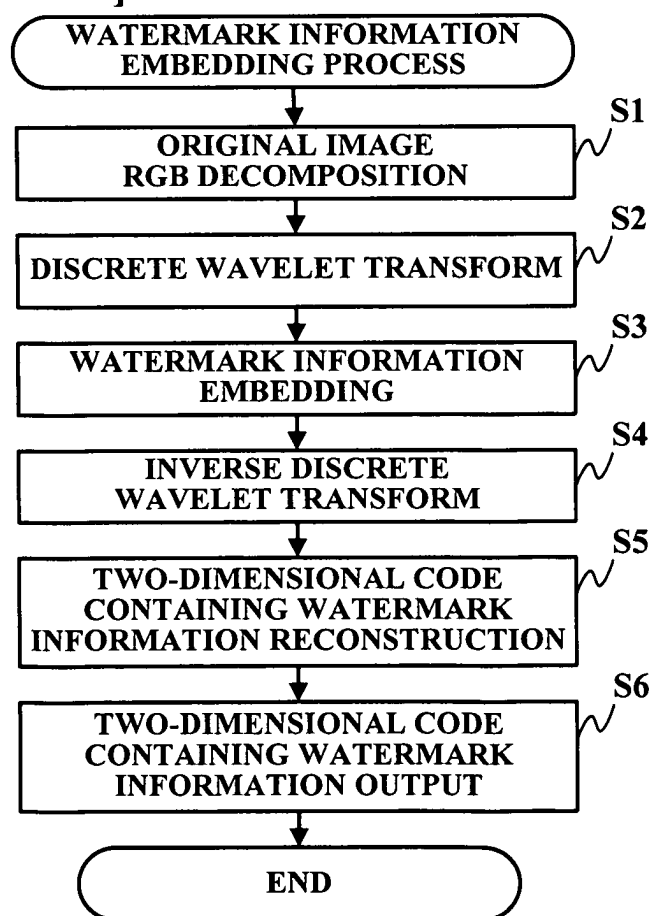 ]
WATERMARK INFORMATION
EMBEDDING PROCESS
S1
ORIGINAL IMAGE
RGB DECOMPOSITION
S2
DISCRETE WAVELET TRANSFORM
S3
WATERMARK INFORMATION
EMBEDDING
S4
INVERSE DISCRETE
WAVELET TRANSFORM
S5
TWO-DIMENSIONAL CODE
CONTAINING WATERMARK
INFORMATION RECONSTRUCTION
S6
TWO-DIMENSIONAL CODE
CONTAINING WATERMARK
INFORMATION OUTPUT
END